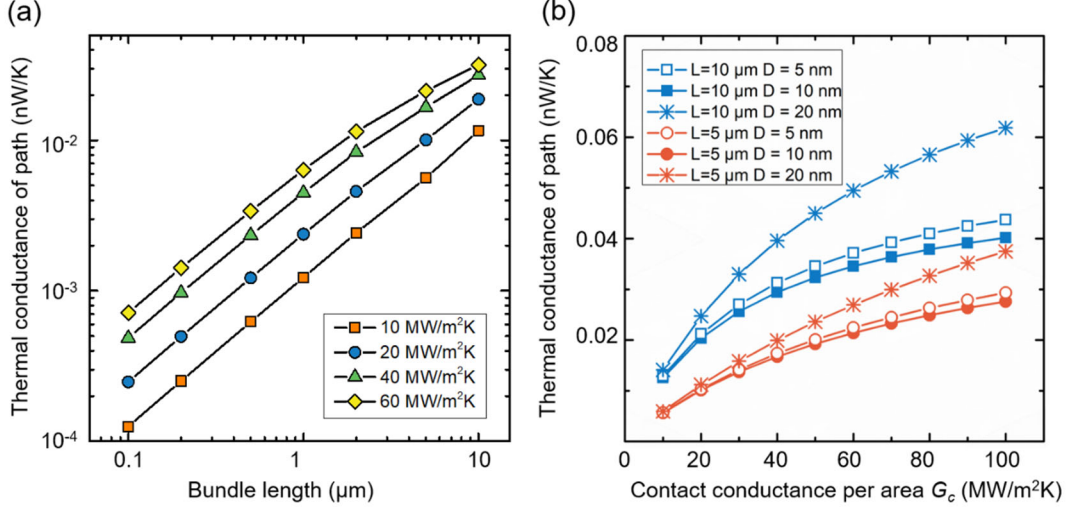 (a)
Thermal conductance of path (nW/K)
10⁻²
10⁻³
10⁻⁴
0.1
1
10
Bundle length (µm)
10 MW/m²K
20 MW/m²K
40 MW/m²K
60 MW/m²K
(b)
Thermal conductance of path (nW/K)
0.08
0.06
0.04
0.02
0
20
40
60
80
100
Contact conductance per area G꜀ (MW/m²K)
L=10 µm D = 5 nm
L=10 µm D = 10 nm
L=10 µm D = 20 nm
L=5 µm D = 5 nm
L=5 µm D = 10 nm
L=5 µm D = 20 nm